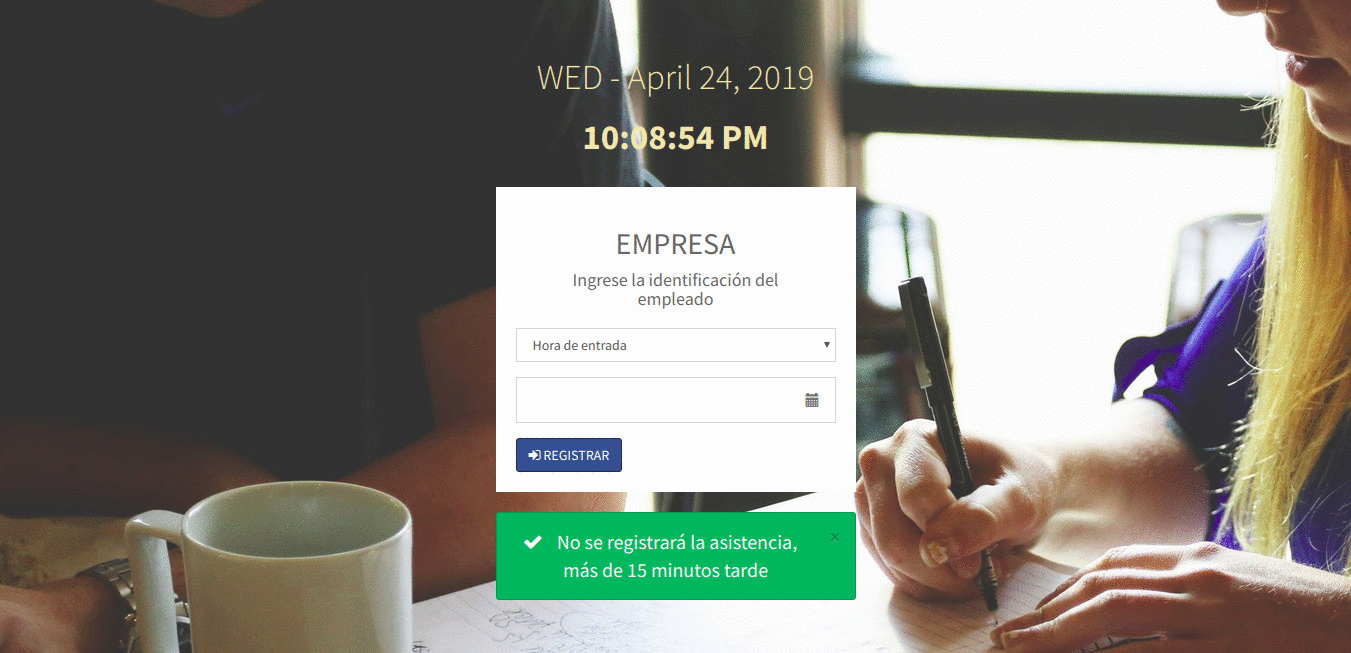 WED - April 24, 2019
10:08:54 PM
EMPRESA
Ingrese la identificación del
empleado
Hora de entrada
REGISTRAR
No se registrará la asistencia,
más de 15 minutos tarde